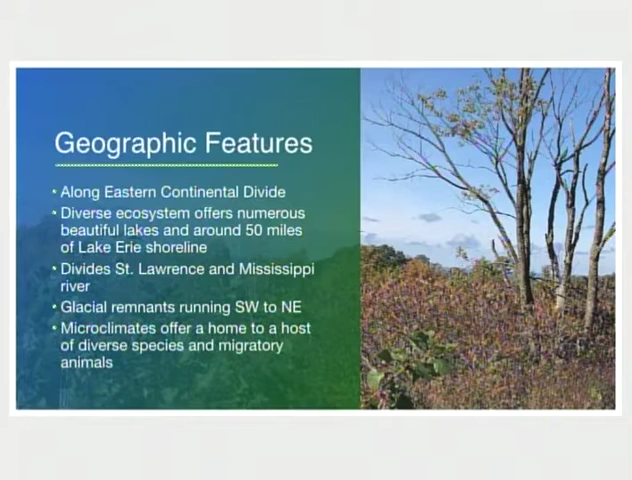 Geographic Features
• Along Eastern Continental Divide
• Diverse ecosystem offers numerous
beautiful lakes and around 50 miles
of Lake Erie shoreline
• Divides St. Lawrence and Mississippi
river
• Glacial remnants running SW to NE
• Microclimates offer a home to a host
of diverse species and migratory
animals